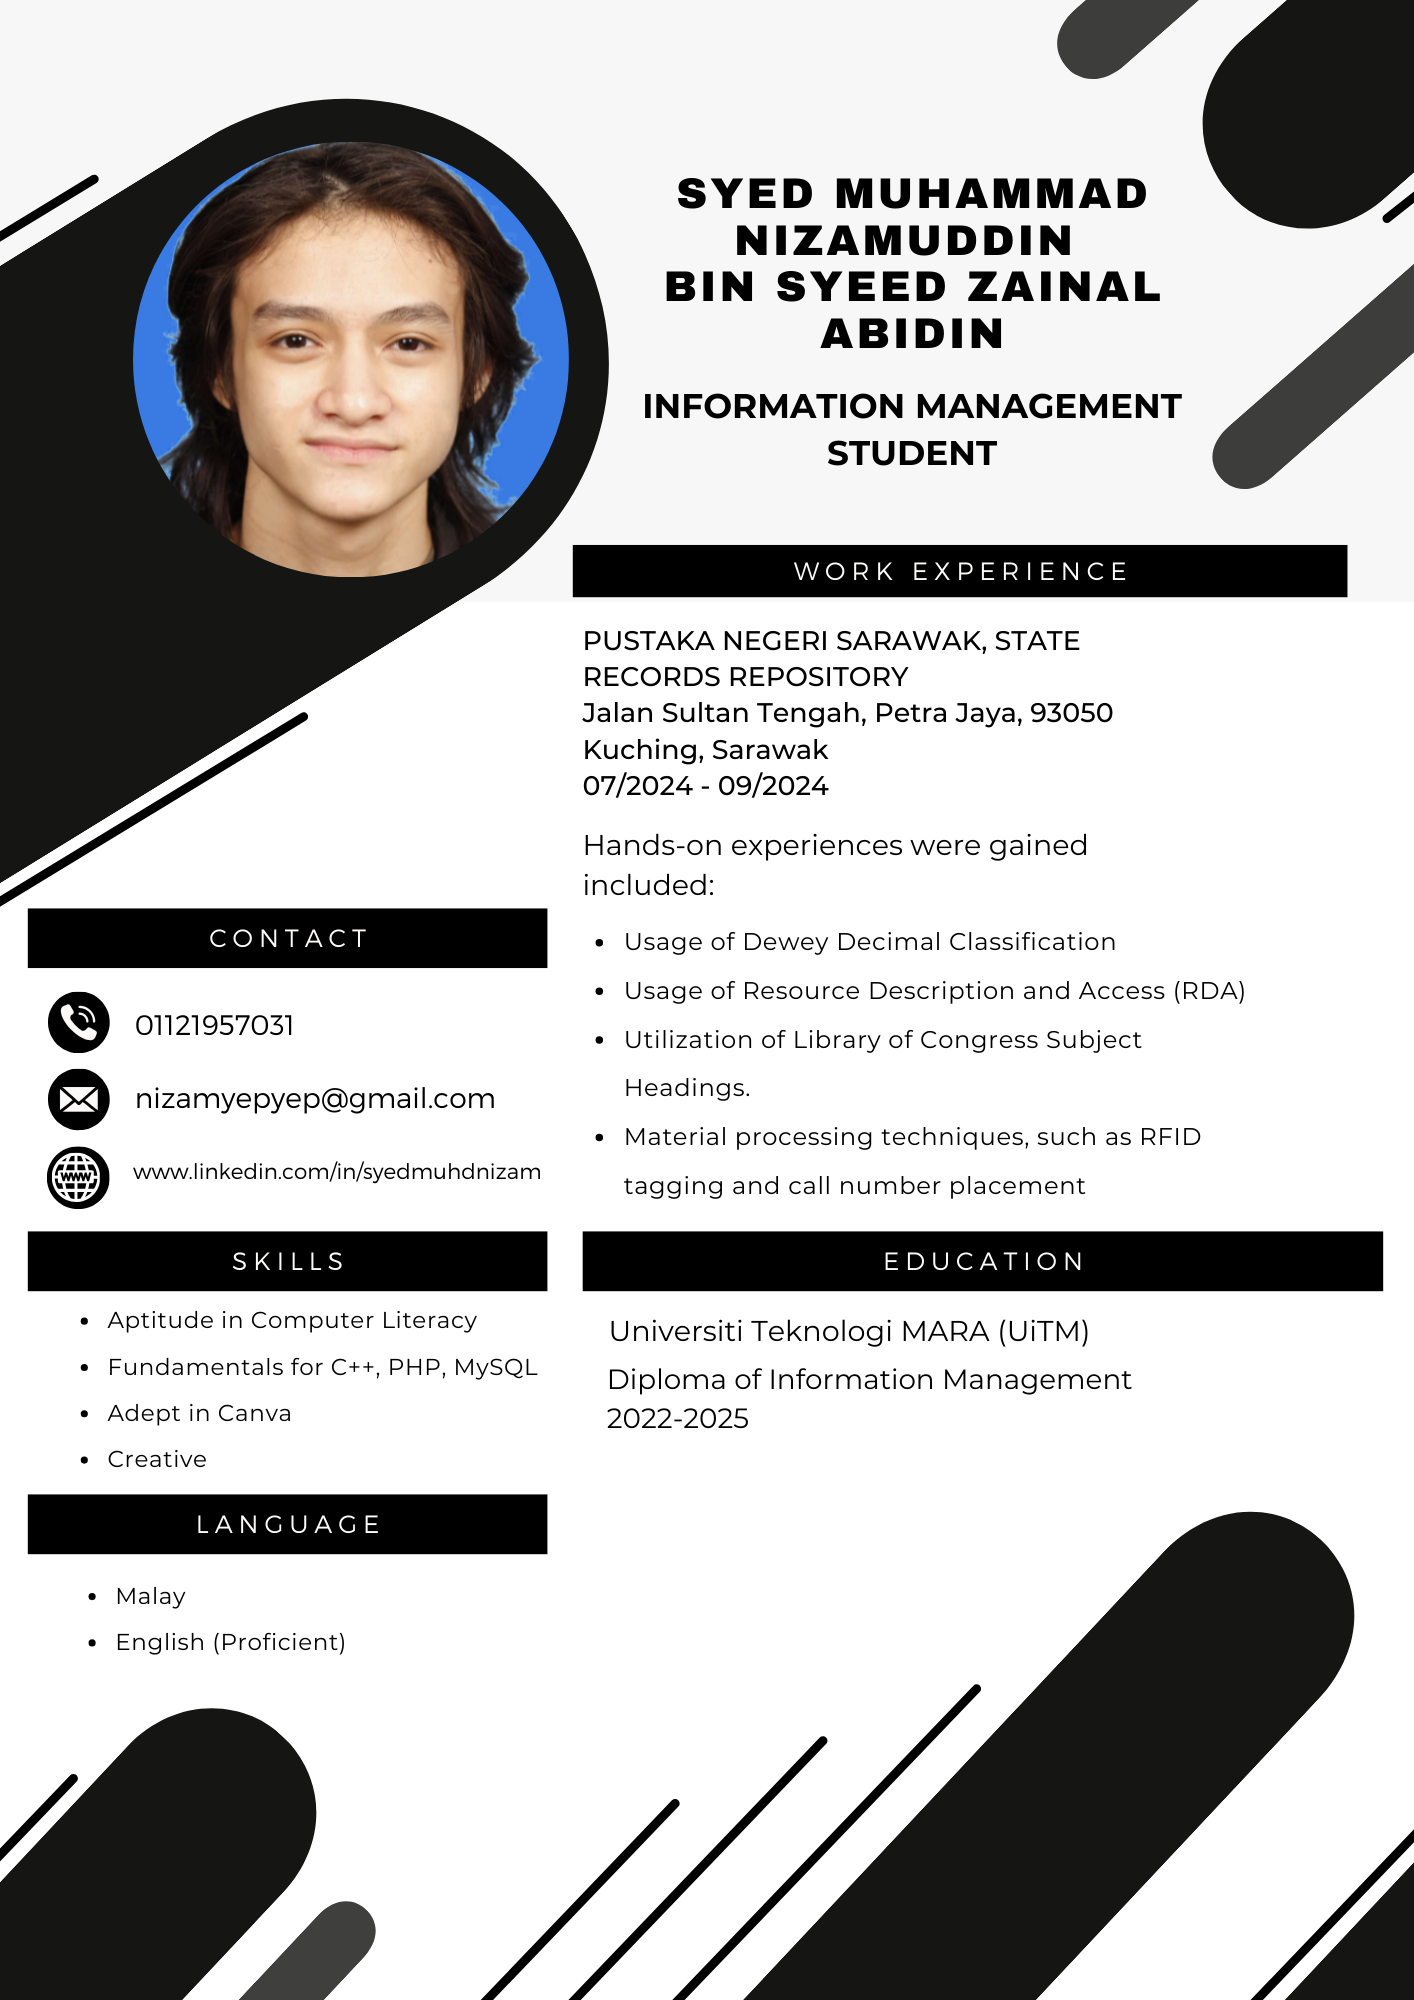 SYED MUHAMMAD
NIZAMUDDIN
BIN SYEED ZAINAL
ABIDIN
INFORMATION MANAGEMENT
STUDENT
WORK EXPERIENCE
PUSTAKA NEGERI SARAWAK, STATE
RECORDS REPOSITORY
Jalan Sultan Tengah, Petra Jaya, 93050
Kuching, Sarawak
07/2024 - 09/2024
Hands-on experiences were gained
included:
• Usage of Dewey Decimal Classification
• Usage of Resource Description and Access (RDA)
• Utilization of Library of Congress Subject
Headings.
• Material processing techniques, such as RFID
tagging and call number placement
CONTACT
01121957031
nizamyepyep@gmail.com
WWW
www.linkedin.com/in/syedmuhdnizam
SKILLS
• Aptitude in Computer Literacy
• Fundamentals for C++, PHP, MySQL
• Adept in Canva
• Creative
LANGUAGE
• Malay
• English (Proficient)
EDUCATION
Universiti Teknologi MARA (UiTM)
Diploma of Information Management
2022-2025